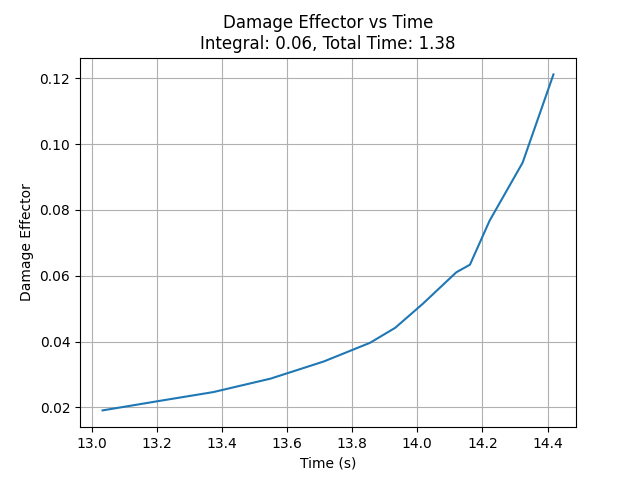 Damage Effector vs Time
Integral: 0.06, Total Time: 1.38
0.12
0.10
0.08
0.06
0.04
0.02
Damage Effector
13.0 13.2 13.4 13.6 13.8 14.0 14.2 14.4
Time (s)